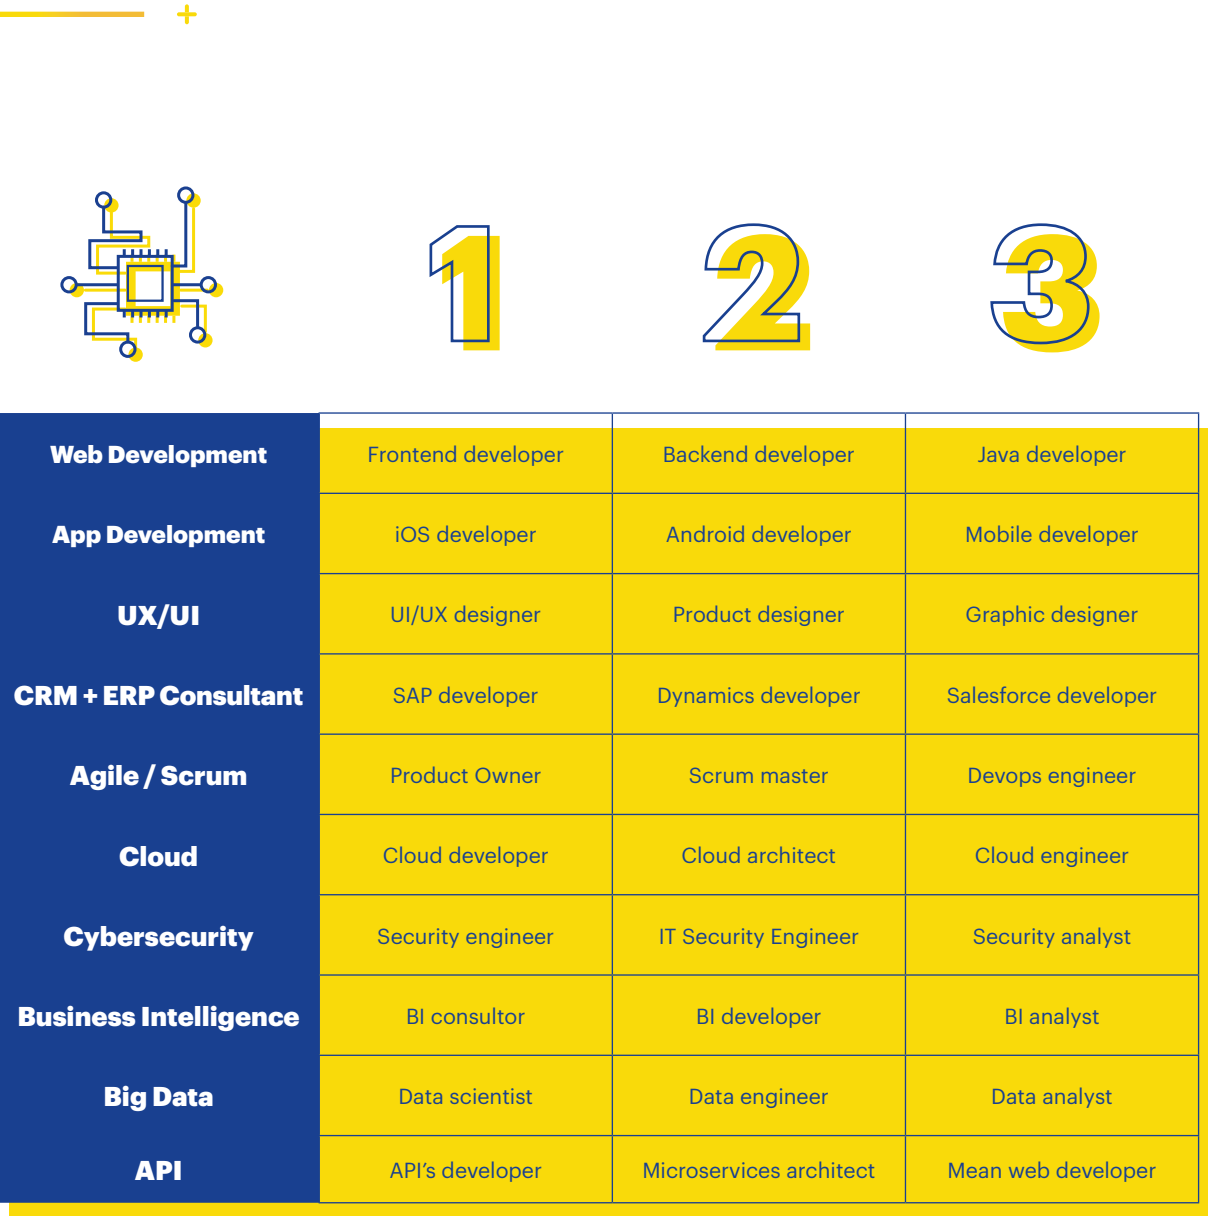 1 2 3
Web Development Frontend developer Backend developer Java developer
App Development iOS developer Android developer Mobile developer
UX/UI UI/UX designer Product designer Graphic designer
CRM + ERP Consultant SAP developer Dynamics developer Salesforce developer
Agile / Scrum Product Owner Scrum master Devops engineer
Cloud Cloud developer Cloud architect Cloud engineer
Cybersecurity Security engineer IT Security Engineer Security analyst
Business Intelligence BI consultor BI developer BI analyst
Big Data Data scientist Data engineer Data analyst
API API’s developer Microservices architect Mean web developer